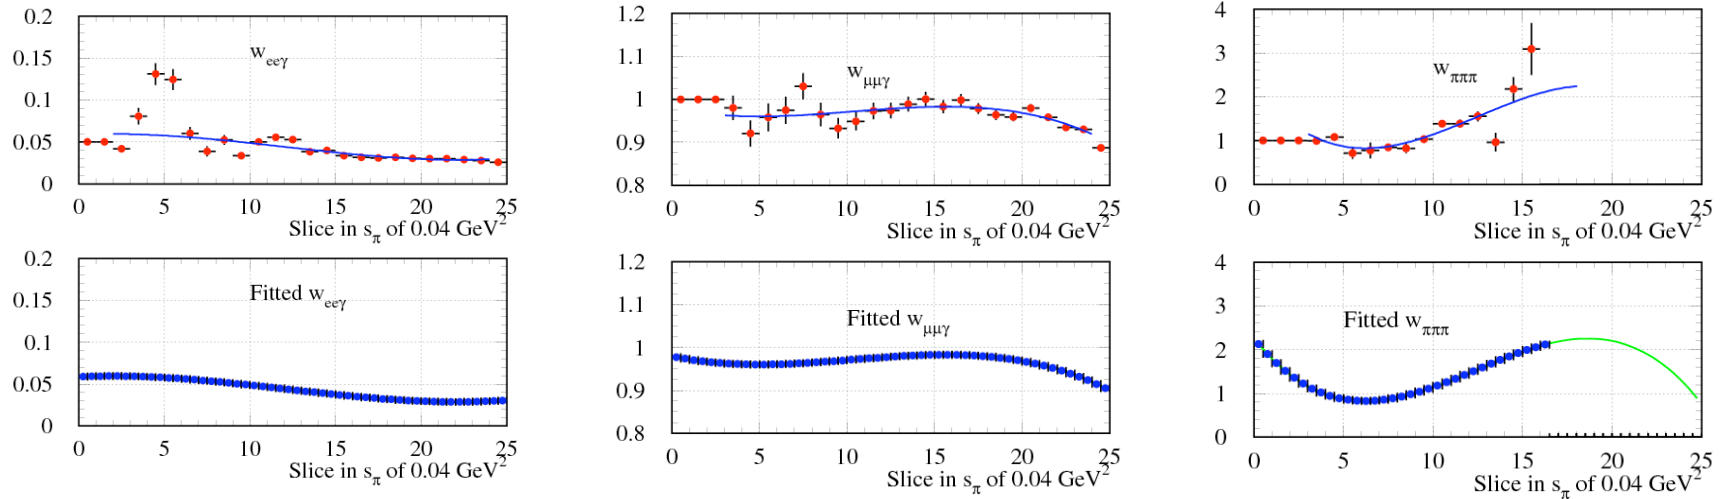 0.2
0.15
0.1
0.05
0
w_eeγ
0 5 10 15 20 25
Slice in s_π of 0.04 GeV²
1.2
1.1
1
0.9
0.8
w_μμγ
0 5 10 15 20 25
Slice in s_π of 0.04 GeV²
4
3
2
1
0
w_πππ
0 5 10 15 20 25
Slice in s_π of 0.04 GeV²
0.2
0.15
0.1
0.05
0
Fitted w_eeγ
0 5 10 15 20 25
Slice in s_π of 0.04 GeV²
1.2
1.1
1
0.9
0.8
Fitted w_μμγ
0 5 10 15 20 25
Slice in s_π of 0.04 GeV²
4
3
2
1
0
Fitted w_πππ
0 5 10 15 20 25
Slice in s_π of 0.04 GeV²